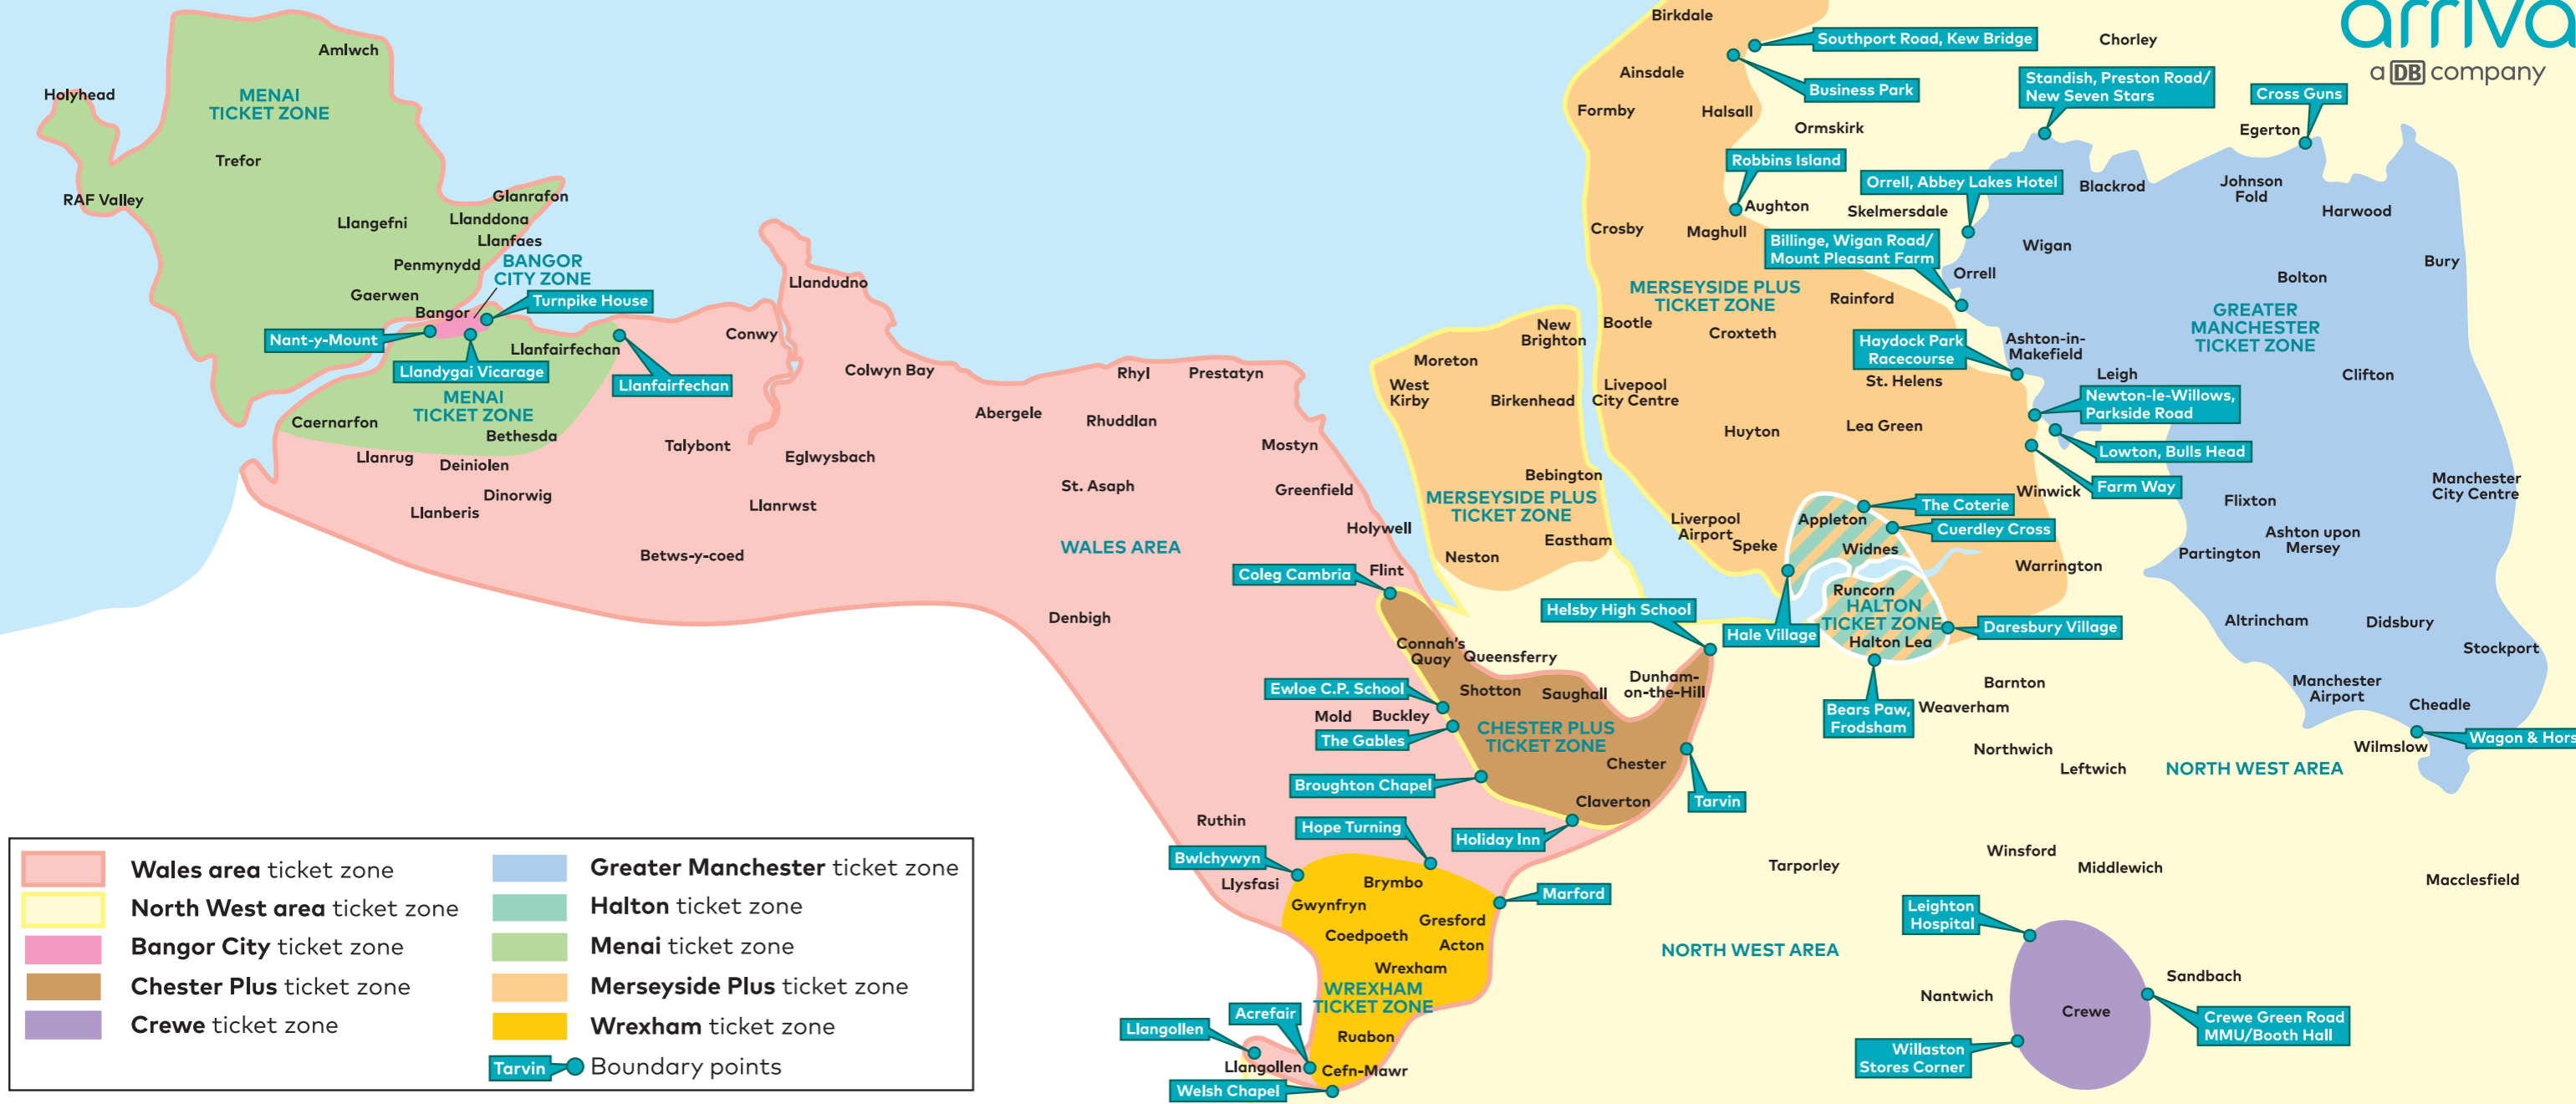 arriva
a DB company
Amlwch
Holyhead
MENAI
TICKET ZONE
Trefor
RAF Valley
Glanrafon
Llanddona
Llangefni
Llanfaes
Penmynydd
BANGOR
CITY ZONE
Gaerwen
Bangor
Turnpike House
Nant-y-Mount
Llandygai Vicarage
Llanfairfechan
Llanfairfechan
MENAI
TICKET ZONE
Caernarfon
Bethesda
Llanrug
Deiniolen
Dinorwig
Llanberis
Llandudno
Conwy
Colwyn Bay
Talybont
Eglwysbach
Llanrwst
Betws-y-coed
Abergele
Rhyl
Prestatyn
Rhuddlan
Mostyn
St. Asaph
Greenfield
Holywell
WALES AREA
Flint
Coleg Cambria
Denbigh
Birkdale
Southport Road, Kew Bridge
Ainsdale
Business Park
Formby
Halsall
Ormskirk
Robbins Island
Aughton
Crosby
Maghull
Skelmersdale
Chorley
Standish, Preston Road/
New Seven Stars
Cross Guns
Egerton
Orrell, Abbey Lakes Hotel
Blackrod
Johnson
Fold
Harwood
Billinge, Wigan Road/
Mount Pleasant Farm
Wigan
Orrell
Bury
Bolton
MERSEYSIDE PLUS
TICKET ZONE
Rainford
GREATER
MANCHESTER
TICKET ZONE
New
Brighton
Bootle
Croxteth
Haydock Park
Racecourse
Ashton-in-
Makefield
Moreton
West
Kirby
Birkenhead
Livepool
City Centre
St. Helens
Leigh
Clifton
Newton-le-Willows,
Parkside Road
Huyton
Lea Green
Lowton, Bulls Head
Bebington
Farm Way
Winwick
Manchester
City Centre
MERSEYSIDE PLUS
TICKET ZONE
The Coterie
Flixton
Liverpool
Airport
Speke
Appleton
Cuerdley Cross
Eastham
Neston
Widnes
Ashton upon
Mersey
Partington
Warrington
Runcorn
HALTON
TICKET ZONE
Halton Lea
Helsby High School
Hale Village
Daresbury Village
Altrincham
Didsbury
Stockport
Connah's
Quay
Queensferry
Dunham-
on-the-Hill
Shotton
Saughall
Ewloe C.P. School
Mold
Buckley
The Gables
CHESTER PLUS
TICKET ZONE
Chester
Broughton Chapel
Claverton
Tarvin
Holiday Inn
Bears Paw,
Frodsham
Barnton
Weaverham
Northwich
Leftwich
Manchester
Airport
Cheadle
Wagon & Hors
Wilmslow
NORTH WEST AREA
Ruthin
Hope Turning
Bwlchywyn
Llysfasi
Brymbo
Marford
Gwynfryn
Gresford
Coedpoeth
Acton
Wrexham
WREXHAM
TICKET ZONE
Acrefair
Llangollen
Ruabon
Llangollen
Cefn-Mawr
Welsh Chapel
Tarporley
Winsford
Middlewich
Macclesfield
NORTH WEST AREA
Leighton
Hospital
Sandbach
Nantwich
Crewe
Crewe Green Road
MMU/Booth Hall
Willaston
Stores Corner
Wales area ticket zone
North West area ticket zone
Bangor City ticket zone
Chester Plus ticket zone
Crewe ticket zone
Greater Manchester ticket zone
Halton ticket zone
Menai ticket zone
Merseyside Plus ticket zone
Wrexham ticket zone
Tarvin
Boundary points